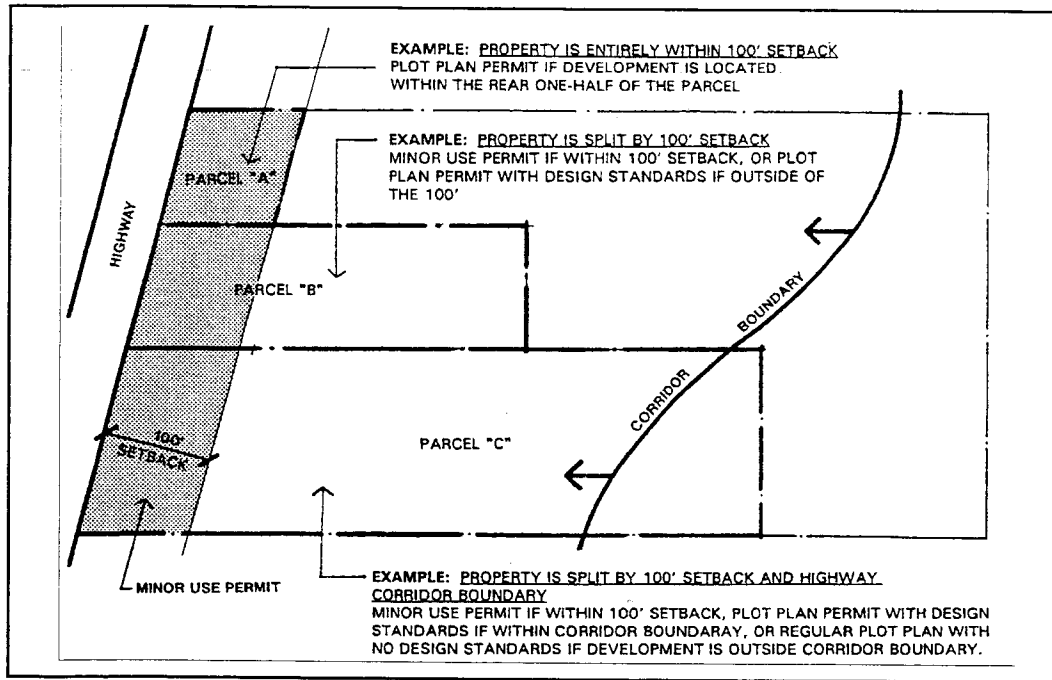 EXAMPLE: PROPERTY IS ENTIRELY WITHIN 100' SETBACK
PLOT PLAN PERMIT IF DEVELOPMENT IS LOCATED
WITHIN THE REAR ONE-HALF OF THE PARCEL
EXAMPLE: PROPERTY IS SPLIT BY 100' SETBACK
MINOR USE PERMIT IF WITHIN 100' SETBACK, OR PLOT
PLAN PERMIT WITH DESIGN STANDARDS IF OUTSIDE OF
THE 100'
PARCEL "A"
HIGHWAY
PARCEL "B"
BOUNDARY
CORRIDOR
PARCEL "C"
100'
SETBACK
MINOR USE PERMIT
EXAMPLE: PROPERTY IS SPLIT BY 100' SETBACK AND HIGHWAY
CORRIDOR BOUNDARY
MINOR USE PERMIT IF WITHIN 100' SETBACK, PLOT PLAN PERMIT WITH DESIGN
STANDARDS IF WITHIN CORRIDOR BOUNDARAY, OR REGULAR PLOT PLAN WITH
NO DESIGN STANDARDS IF DEVELOPMENT IS OUTSIDE CORRIDOR BOUNDARY.